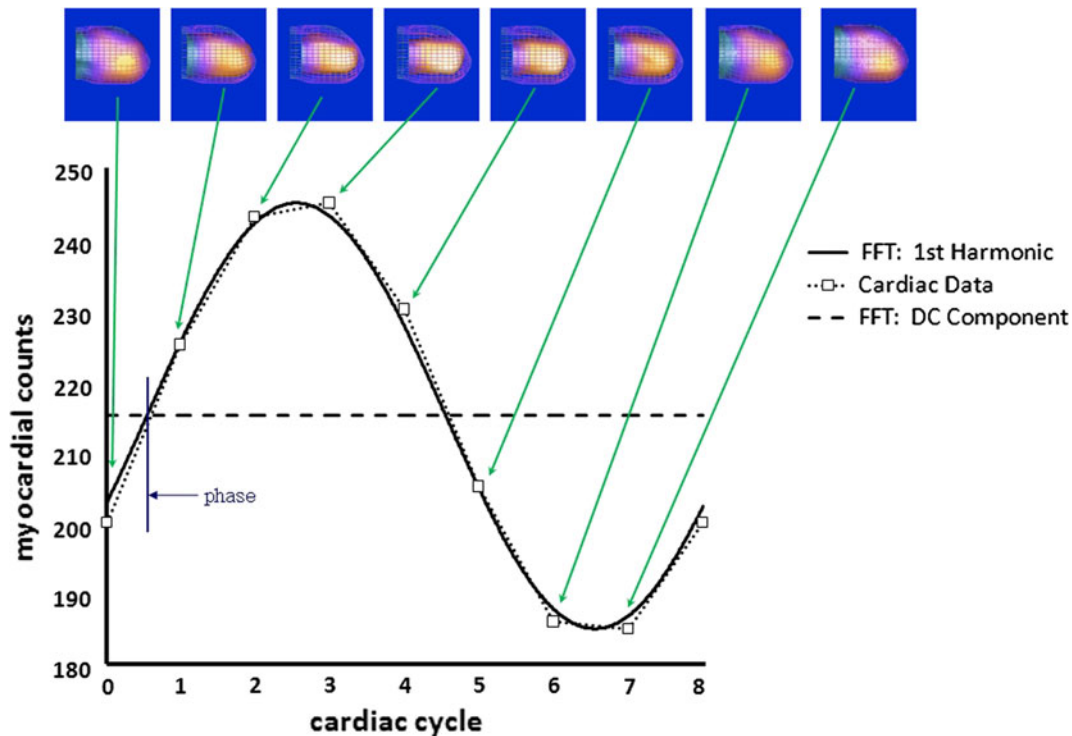 250
240
230
220
210
200
190
180
0 1 2 3 4 5 6 7 8
myocardial counts
cardiac cycle
phase
FFT: 1st Harmonic
Cardiac Data
FFT: DC Component